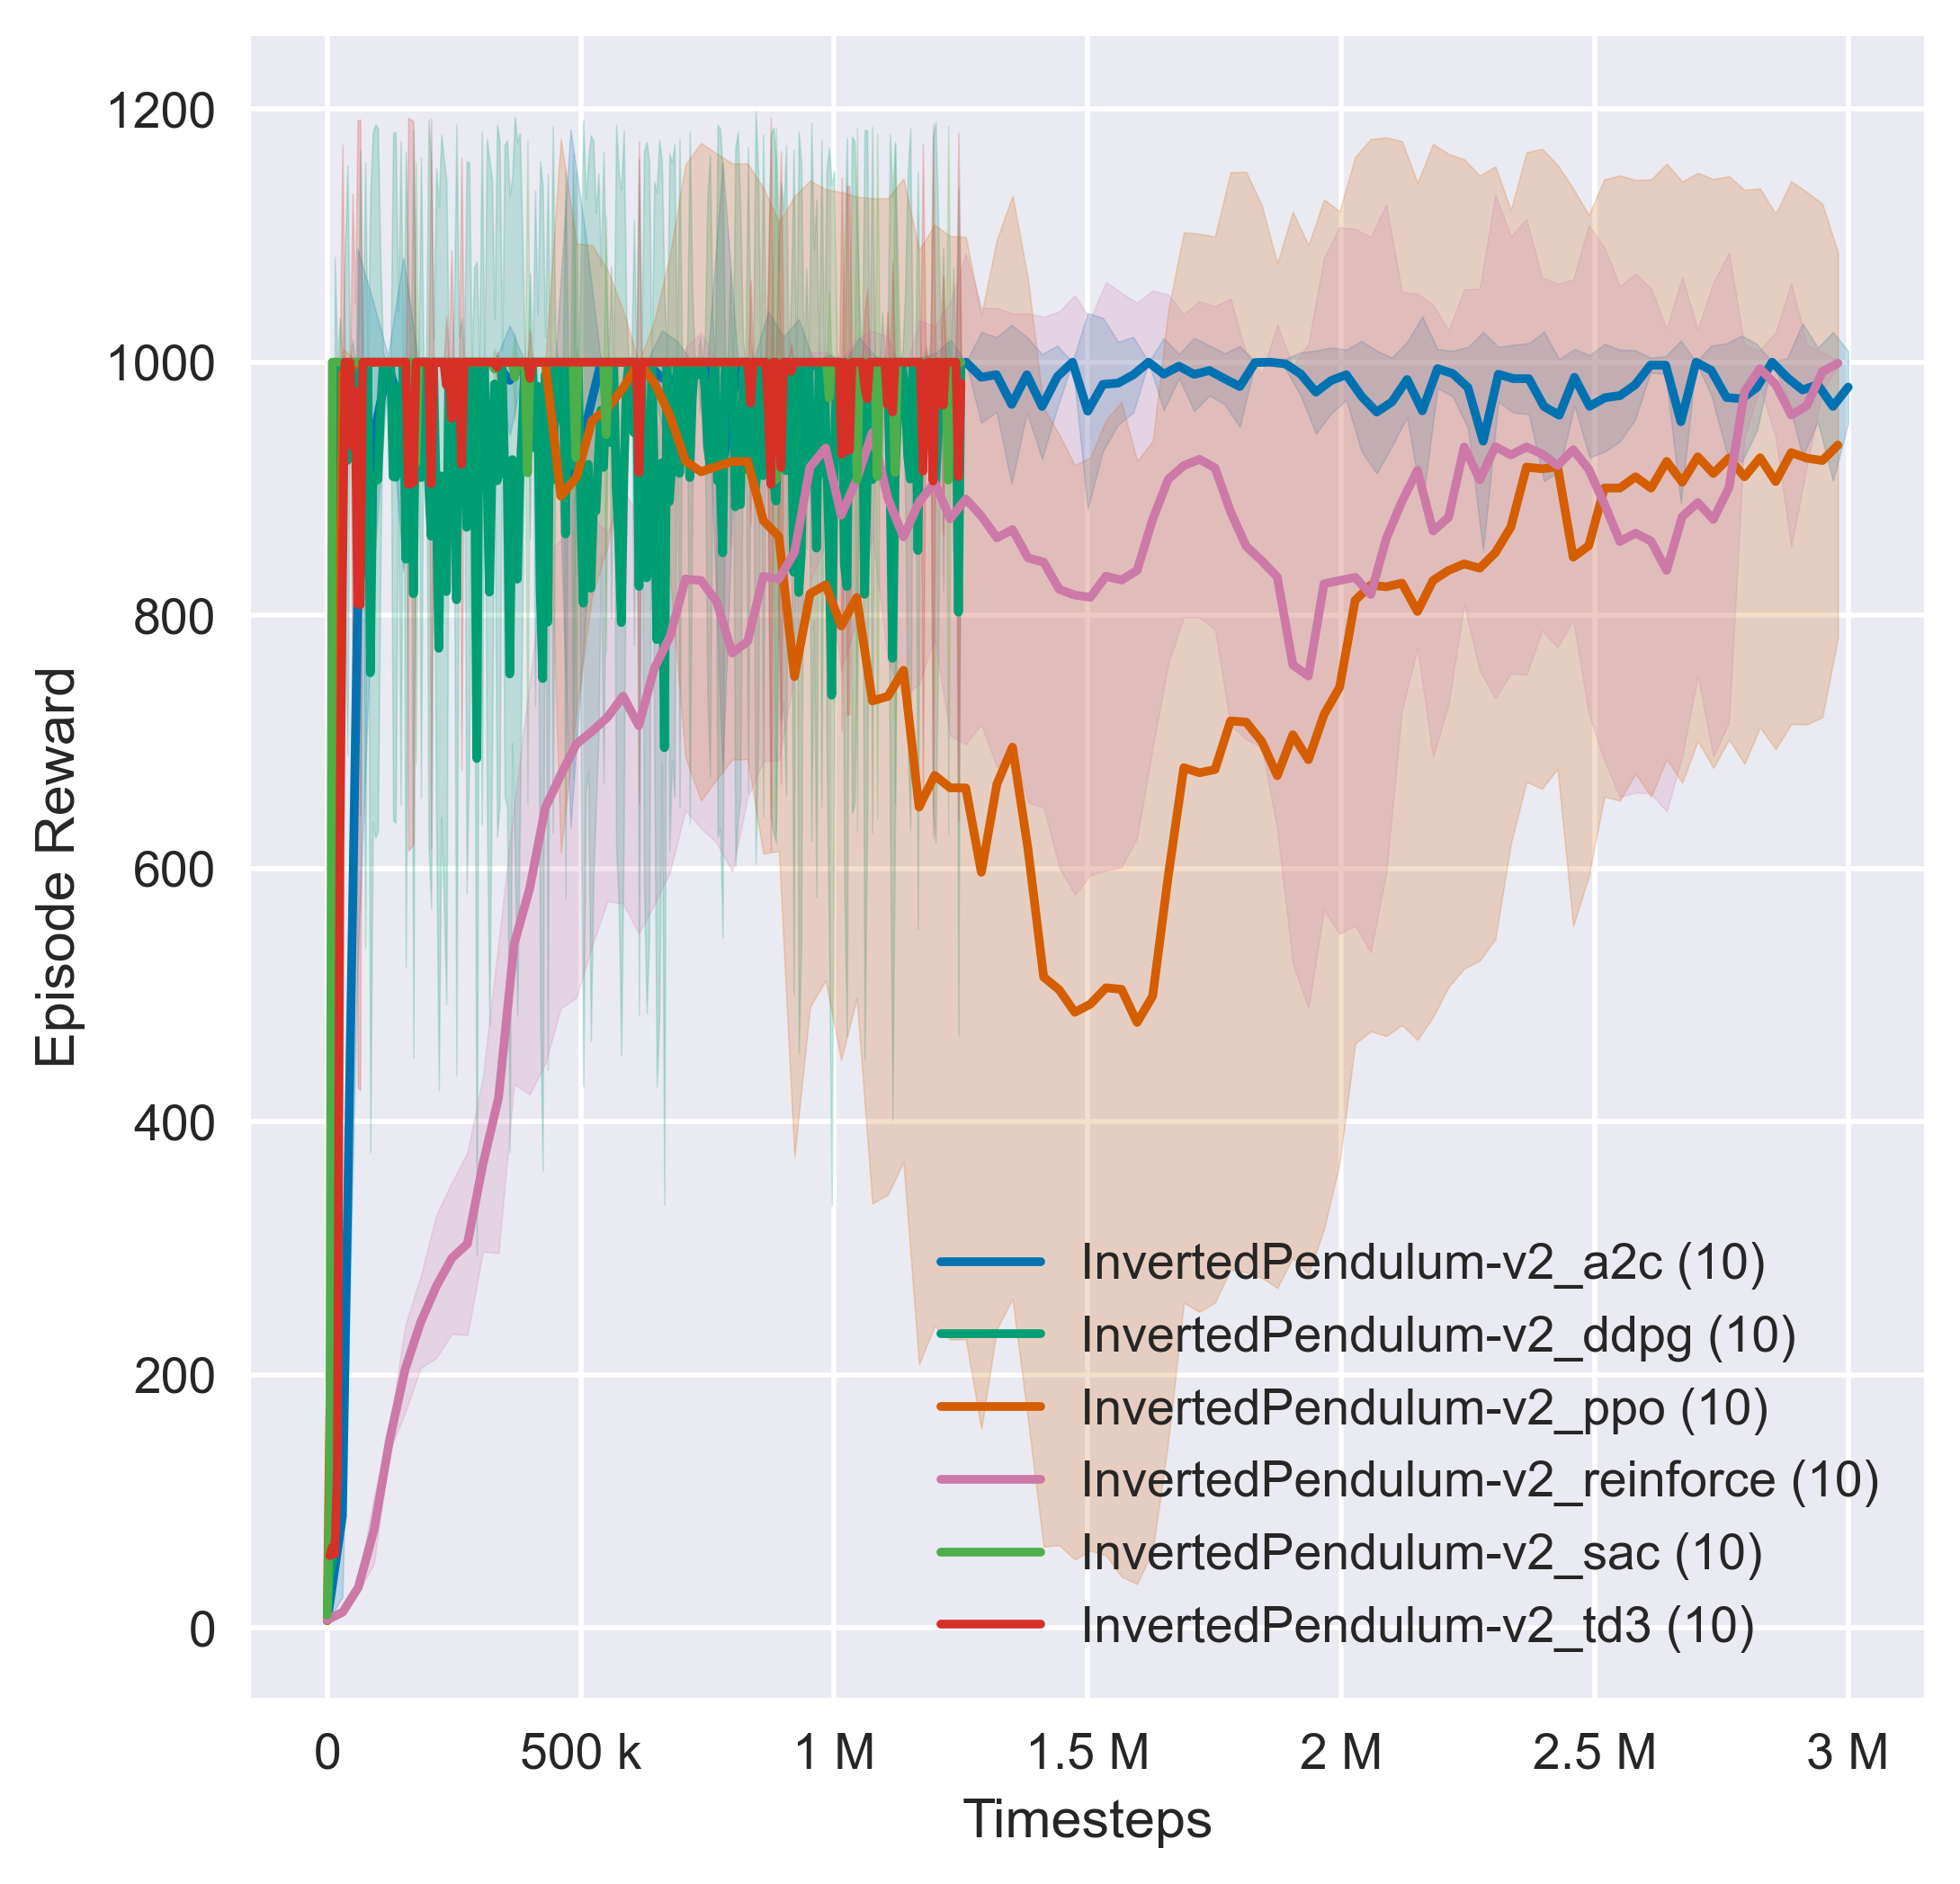 1200
1000
800
600
400
200
0
Episode Reward
InvertedPendulum-v2_a2c (10)
InvertedPendulum-v2_ddpg (10)
InvertedPendulum-v2_ppo (10)
InvertedPendulum-v2_reinforce (10)
InvertedPendulum-v2_sac (10)
InvertedPendulum-v2_td3 (10)
0 500 k 1 M 1.5 M 2 M 2.5 M 3 M
Timesteps